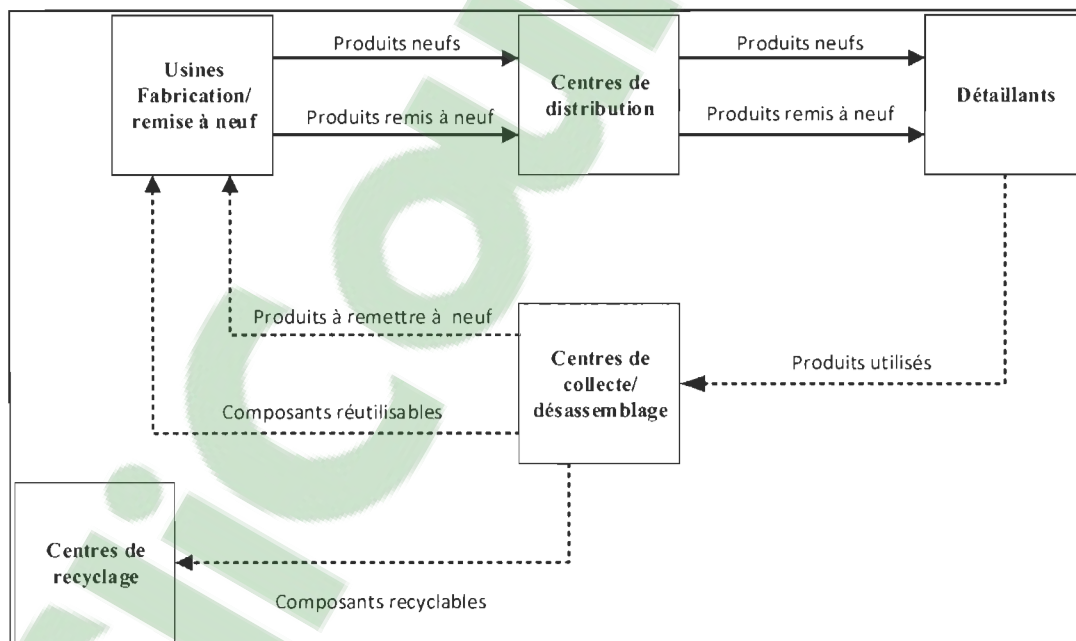 Usines
Fabrication/
remise à neuf
Produits neufs
Produits remis à neuf
Centres de
distribution
Produits neufs
Produits remis à neuf
Détaillants
Produits à remettre à neuf
Composants réutilisables
Centres de
collecte/
désassemblage
Produits utilisés
Centres de
recyclage
Composants recyclables